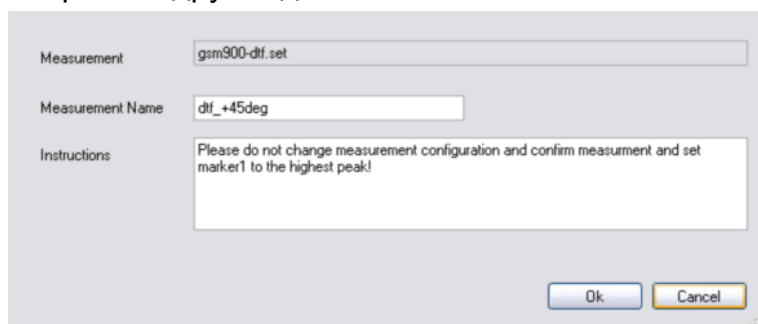 Measurement
gsm900-dtf.set
Measurement Name
dtf_+45deg
Instructions
Please do not change measurement configuration and confirm measurment and set
marker1 to the highest peak!
Ok
Cancel